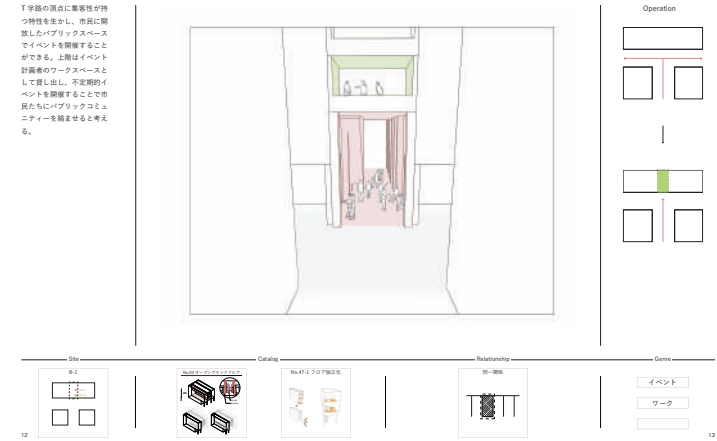 T 字路の頂点に集客性が持
つ特性を生かし、市民に開
放したパブリックスペース
でイベントを開催すること
ができる。上階はイベント
計画者のワークスペースと
して貸し出し、不定期的イ
ベントを開催することで市
民たちにパブリックコミュ
ニティーを絡ませると考え
る。
Operation
Site
Catalog
Relationship
Genre
B-1
No.47-1 フロア独立化
同一関係
イベント
ワーク
12
13